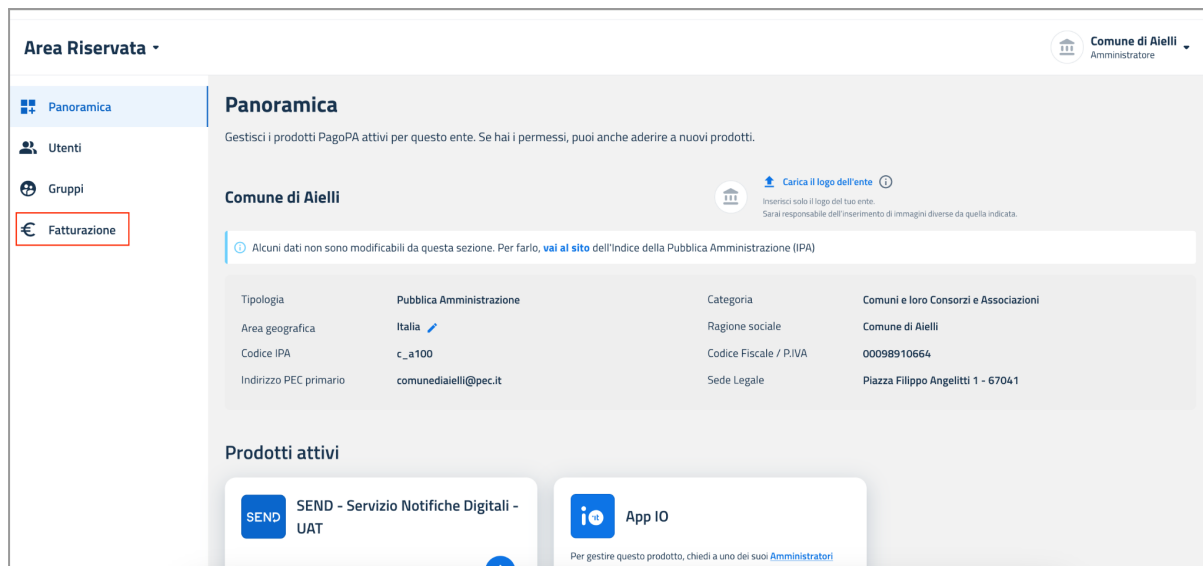 Area Riservata
Comune di Aielli
Amministratore
Panoramica
Utenti
Gruppi
Fatturazione
Panoramica
Gestisci i prodotti PagoPA attivi per questo ente. Se hai i permessi, puoi anche aderire a nuovi prodotti.
Comune di Aielli
Carica il logo dell'ente
Inserisci solo il logo del tuo ente.
Sarai responsabile dell'inserimento di immagini diverse da quella indicata.
Alcuni dati non sono modificabili da questa sezione. Per farlo, vai al sito dell'Indice della Pubblica Amministrazione (IPA)
Tipologia Pubblica Amministrazione
Area geografica Italia
Codice IPA c_a100
Indirizzo PEC primario comunediaielli@pec.it
Categoria Comuni e loro Consorzi e Associazioni
Ragione sociale Comune di Aielli
Codice Fiscale / P.IVA 00098910664
Sede Legale Piazza Filippo Angelitti 1 - 67041
Prodotti attivi
SEND
SEND - Servizio Notifiche Digitali -
UAT
io
App IO
Per gestire questo prodotto, chiedi a uno dei suoi Amministratori